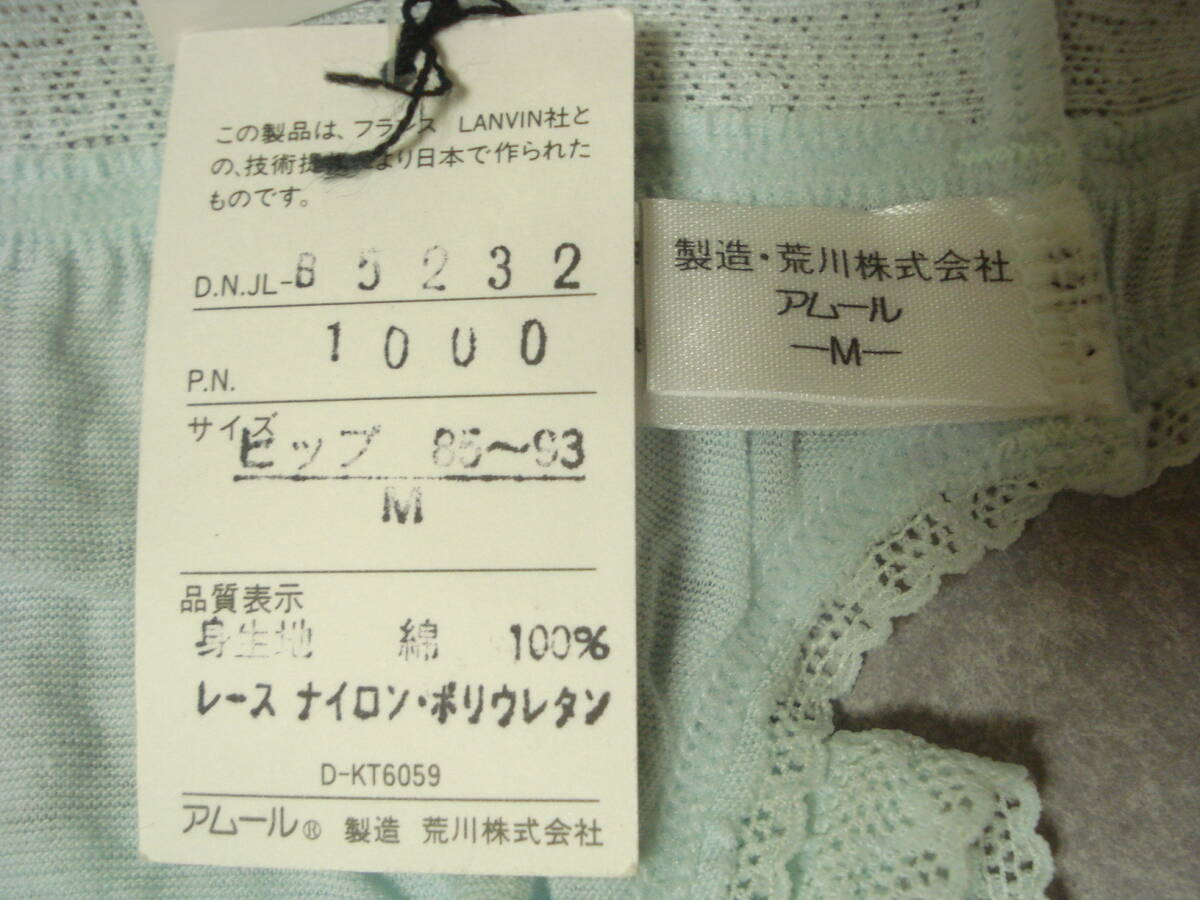 この製品は、フランス LANVIN社と
の、技術提携により日本で作られた
ものです。
D.N.JL-85232
P.N. 1000
サイズ
ヒップ 85〜93
M
品質表示
身生地 綿 100%
レース ナイロン・ポリウレタン
D-KT6059
アムール® 製造 荒川株式会社
製造・荒川株式会社
アムール
—M—